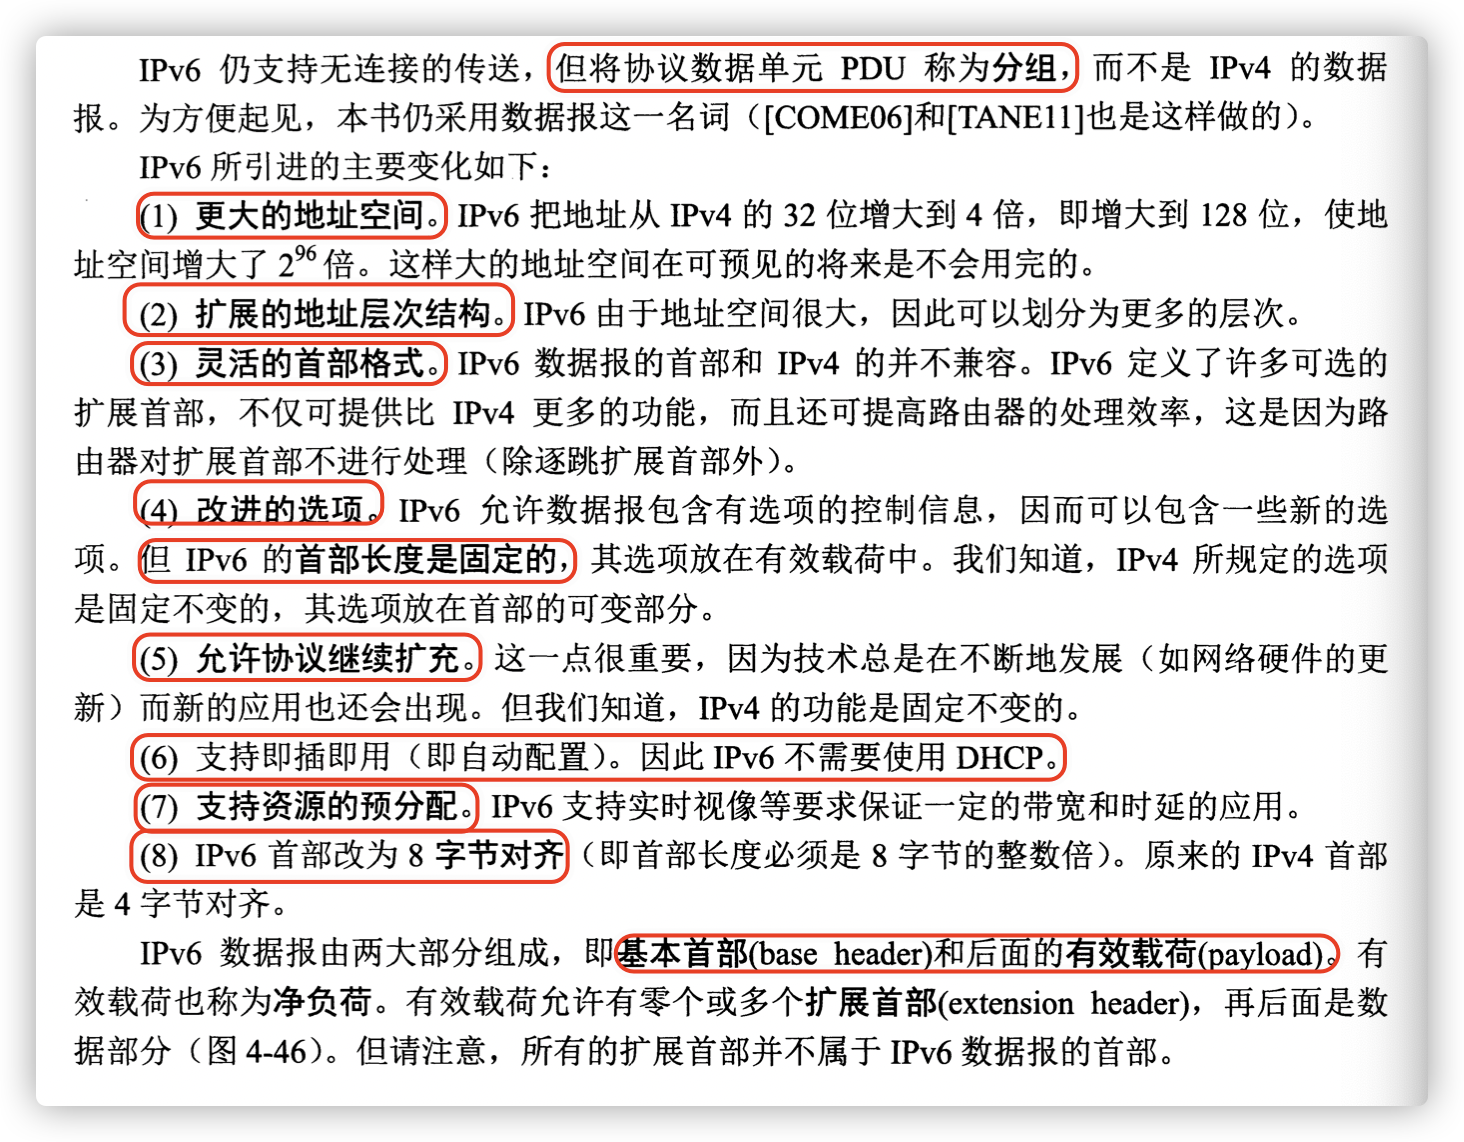 IPv6 仍支持无连接的传送，但将协议数据单元 PDU 称为分组，而不是 IPv4 的数据
报。为方便起见，本书仍采用数据报这一名词（[COME06]和[TANE11]也是这样做的）。
IPv6 所引进的主要变化如下：
(1) 更大的地址空间。IPv6 把地址从 IPv4 的 32 位增大到 4 倍，即增大到 128 位，使地
址空间增大了 2⁹⁶ 倍。这样大的地址空间在可预见的将来是不会用完的。
(2) 扩展的地址层次结构。IPv6 由于地址空间很大，因此可以划分为更多的层次。
(3) 灵活的首部格式。IPv6 数据报的首部和 IPv4 的并不兼容。IPv6 定义了许多可选的
扩展首部，不仅可提供比 IPv4 更多的功能，而且还可提高路由器的处理效率，这是因为路
由器对扩展首部不进行处理（除逐跳扩展首部外）。
(4) 改进的选项。IPv6 允许数据报包含有选项的控制信息，因而可以包含一些新的选
项。但 IPv6 的首部长度是固定的，其选项放在有效载荷中。我们知道，IPv4 所规定的选项
是固定不变的，其选项放在首部的可变部分。
(5) 允许协议继续扩充。这一点很重要，因为技术总是在不断地发展（如网络硬件的更
新）而新的应用也还会出现。但我们知道，IPv4 的功能是固定不变的。
(6) 支持即插即用（即自动配置）。因此 IPv6 不需要使用 DHCP。
(7) 支持资源的预分配。IPv6 支持实时视像等要求保证一定的带宽和时延的应用。
(8) IPv6 首部改为 8 字节对齐（即首部长度必须是 8 字节的整数倍）。原来的 IPv4 首部
是 4 字节对齐。
IPv6 数据报由两大部分组成，即基本首部(base header)和后面的有效载荷(payload)。有
效载荷也称为净负荷。有效载荷允许有零个或多个扩展首部(extension header)，再后面是数
据部分（图 4-46）。但请注意，所有的扩展首部并不属于 IPv6 数据报的首部。